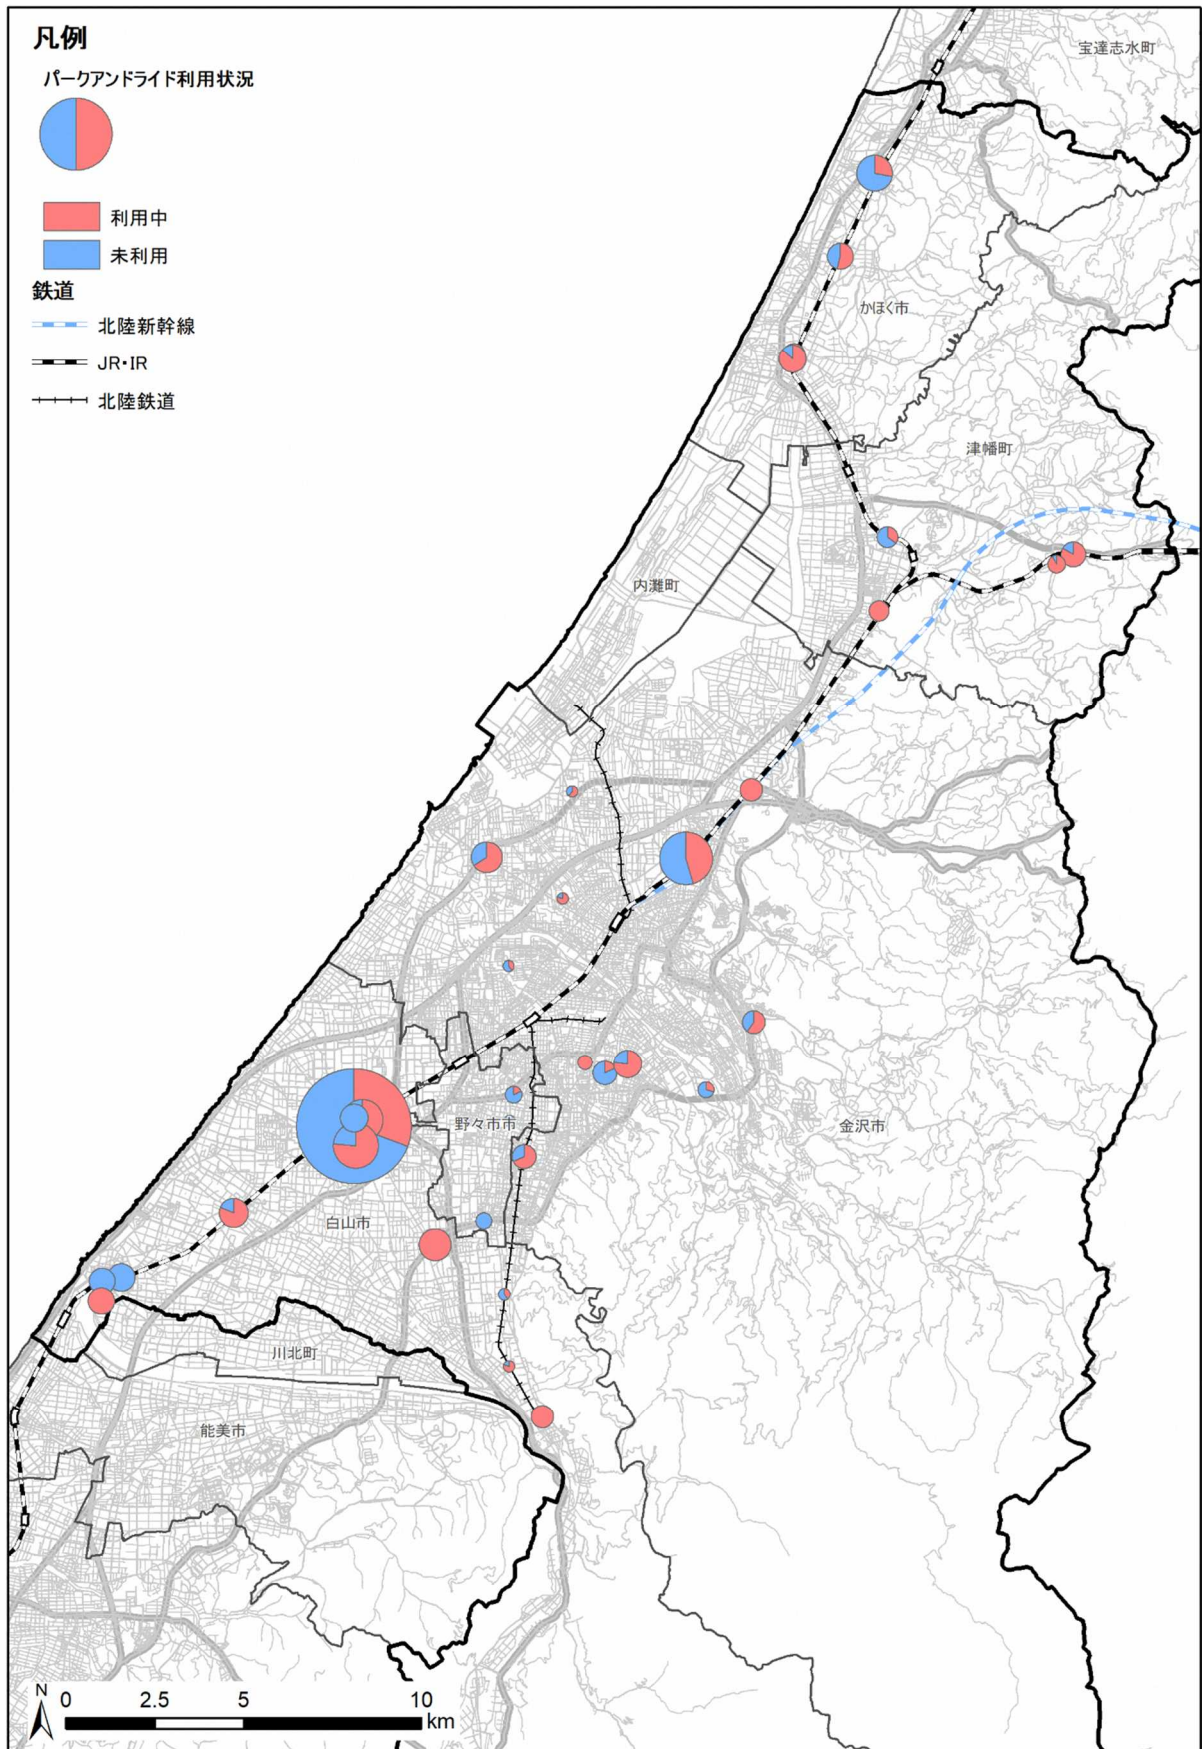 凡例
パークアンドライド利用状況
利用中
未利用
鉄道
北陸新幹線
JR・IR
北陸鉄道
宝達志水町
かほく市
津幡町
内灘町
金沢市
野々市市
白山市
川北町
能美市
N
0 2.5 5 10
km